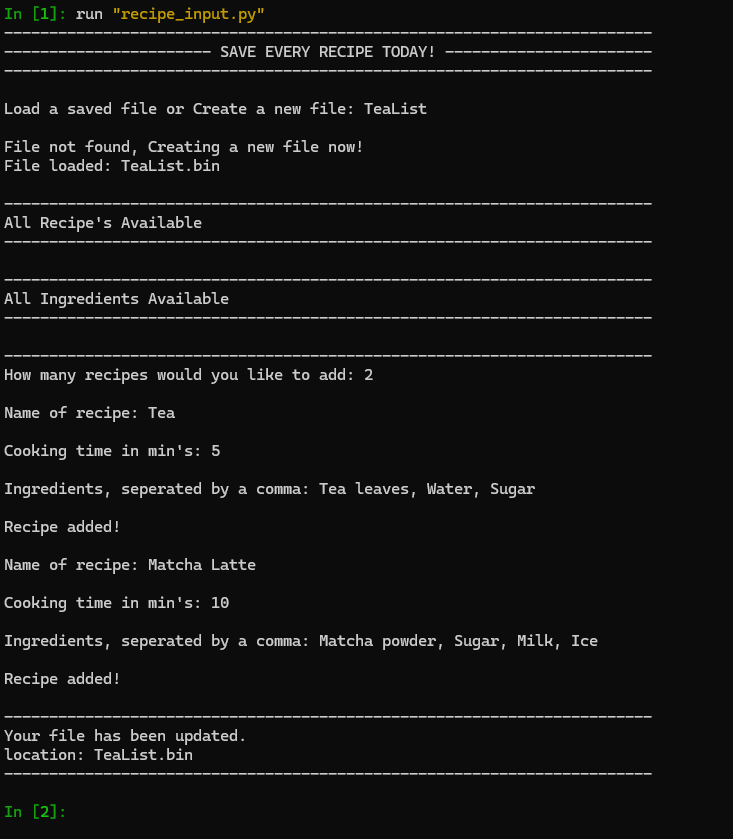 In [1]: run "recipe_input.py"
------------------------------------------------------------------------
----------------------- SAVE EVERY RECIPE TODAY! -----------------------
------------------------------------------------------------------------
Load a saved file or Create a new file: TeaList
File not found, Creating a new file now!
File loaded: TeaList.bin
------------------------------------------------------------------------
All Recipe's Available
------------------------------------------------------------------------
------------------------------------------------------------------------
All Ingredients Available
------------------------------------------------------------------------
------------------------------------------------------------------------
How many recipes would you like to add: 2
Name of recipe: Tea
Cooking time in min's: 5
Ingredients, seperated by a comma: Tea leaves, Water, Sugar
Recipe added!
Name of recipe: Matcha Latte
Cooking time in min's: 10
Ingredients, seperated by a comma: Matcha powder, Sugar, Milk, Ice
Recipe added!
------------------------------------------------------------------------
Your file has been updated.
location: TeaList.bin
------------------------------------------------------------------------
In [2]: